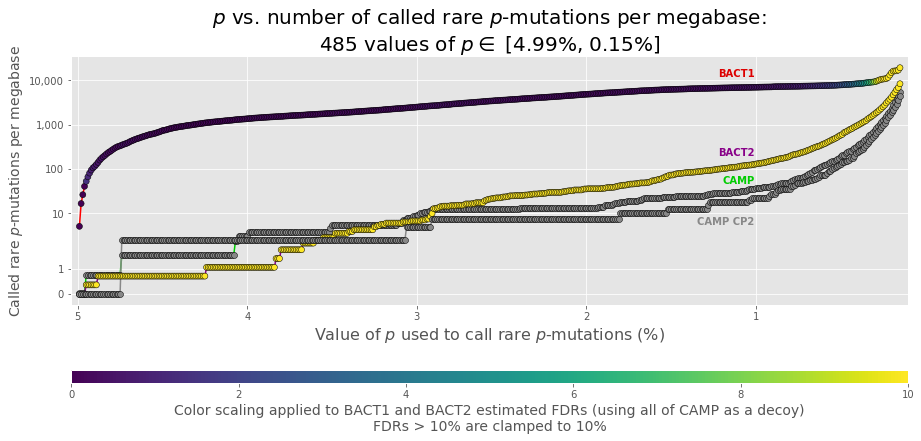 p vs. number of called rare p-mutations per megabase:
485 values of p ∈ [4.99%, 0.15%]
Called rare p-mutations per megabase
10,000
1,000
100
10
1
0
BACT1
BACT2
CAMP
CAMP CP2
5 4 3 2 1
Value of p used to call rare p-mutations (%)
0 2 4 6 8 10
Color scaling applied to BACT1 and BACT2 estimated FDRs (using all of CAMP as a decoy)
FDRs > 10% are clamped to 10%